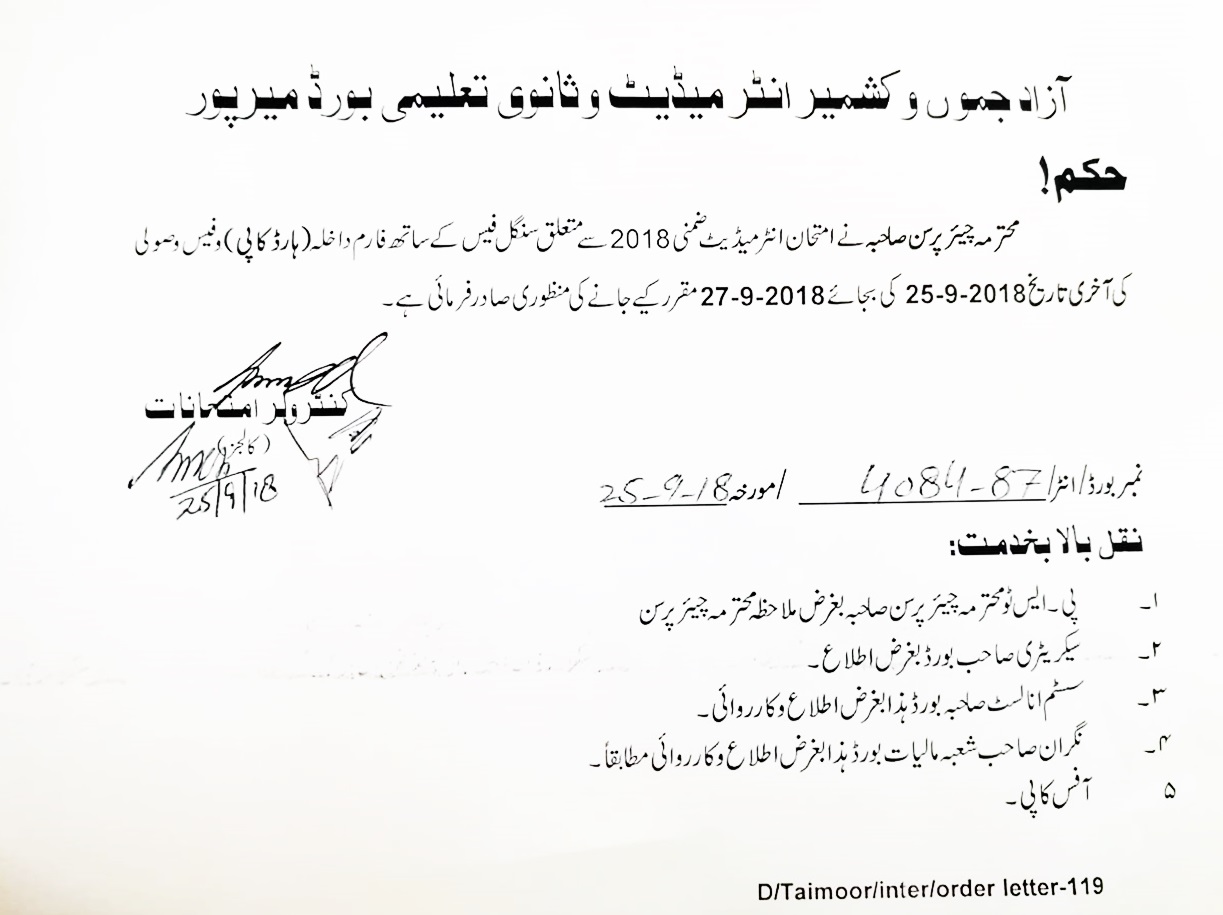 آزاد جموں و کشمیر انٹر میڈیٹ و ثانوی تعلیمی بورڈ میرپور
حکم!
محترمہ چیئر پرسن صاحبہ نے امتحان انٹرمیڈیٹ ضمنی 2018 سے متعلق سنگل فیس کے ساتھ فارم داخلہ (ہارڈ کاپی) و فیس وصولی
کی آخری تاریخ 25-9-2018 کی بجائے 27-9-2018 مقرر کیے جانے کی منظوری صادر فرمائی ہے۔
کنٹرولر امتحانات
(کالجز)
25/9/18
نمبر بورڈ/انٹر/ 4084-87 /مورخہ 25-9-18
نقل بالا بخدمت:
۱۔ پی۔ایس ٹو محترمہ چیئر پرسن صاحبہ بغرض ملاحظہ محترمہ چیئر پرسن
۲۔ سیکریٹری صاحب بورڈ بغرض اطلاع۔
۳۔ سسٹم انالسٹ صاحبہ بورڈ ہذا بغرض اطلاع و کارروائی۔
۴۔ نگران صاحب شعبہ مالیات بورڈ ہذا بغرض اطلاع و کارروائی مطابقاً۔
۵ آفس کاپی۔
D/Taimoor/inter/order letter-119